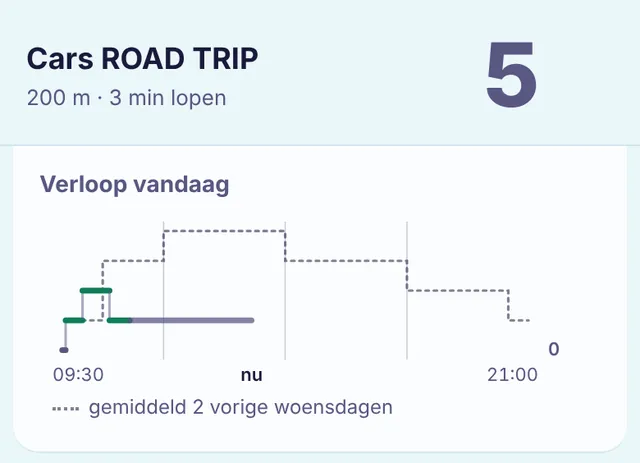 Cars ROAD TRIP
5
200 m · 3 min lopen
Verloop vandaag
0
09:30
nu
21:00
gemiddeld 2 vorige woensdagen